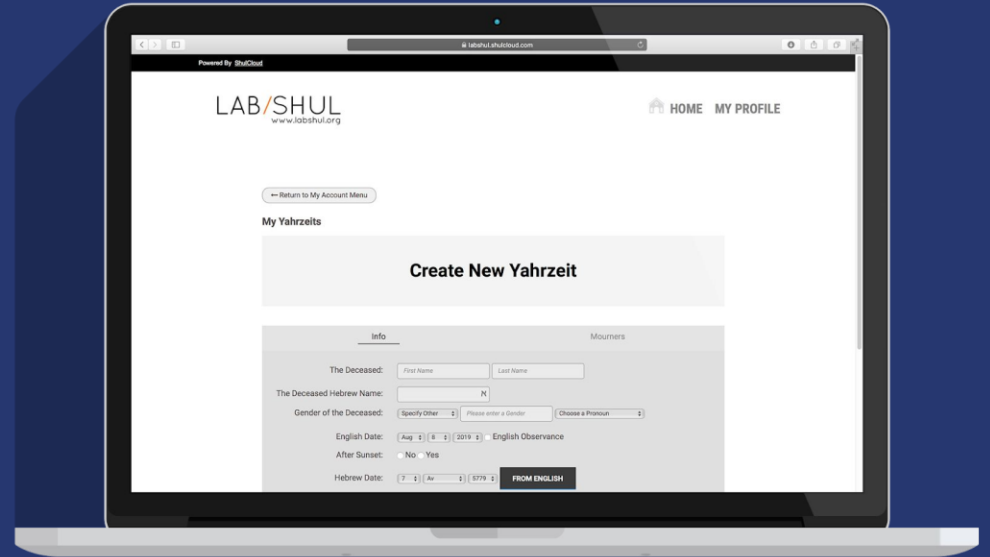 labshul.shulcloud.com
Powered By ShulCloud
LAB/SHUL
www.labshul.org
HOME MY PROFILE
← Return to My Account Menu
My Yahrzeits
Create New Yahrzeit
Info Mourners
The Deceased: First Name Last Name
The Deceased Hebrew Name: א
Gender of the Deceased: Specify Other Please enter a Gender Choose a Pronoun
English Date: Aug 8 2019 English Observance
After Sunset: No Yes
Hebrew Date: 7 Av 5779 FROM ENGLISH